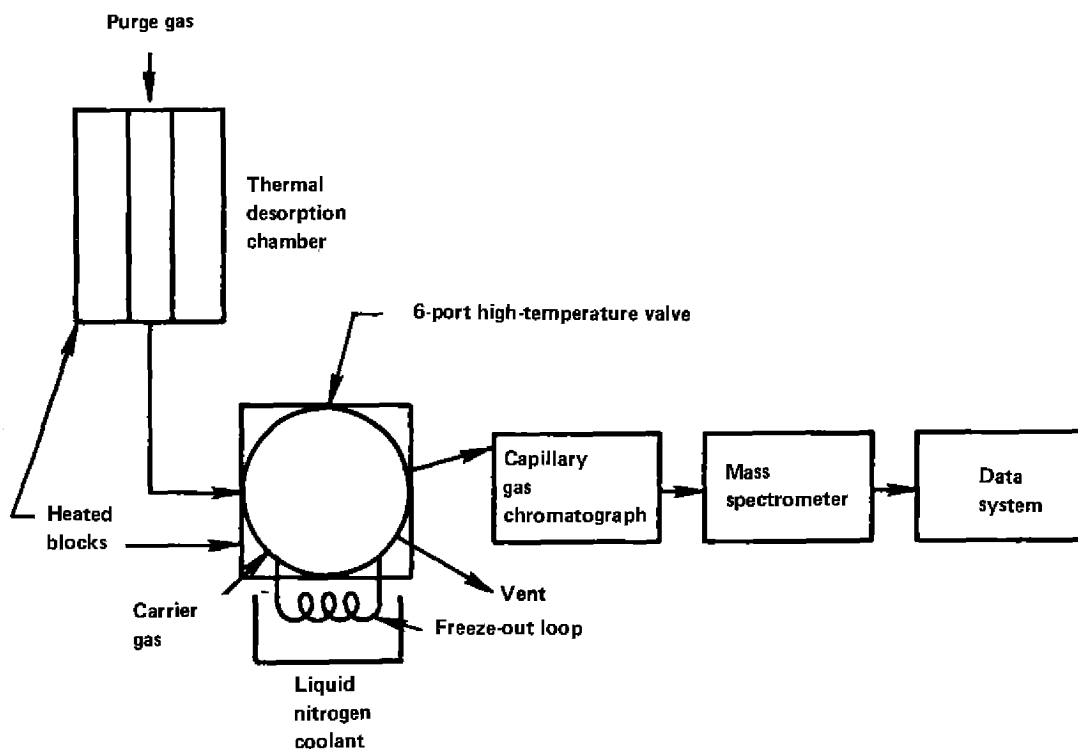 Purge gas
Thermal
desorption
chamber
6-port high-temperature valve
Capillary
gas
chromatograph
Mass
spectrometer
Data
system
Heated
blocks
Carrier
gas
Vent
Freeze-out loop
Liquid
nitrogen
coolant